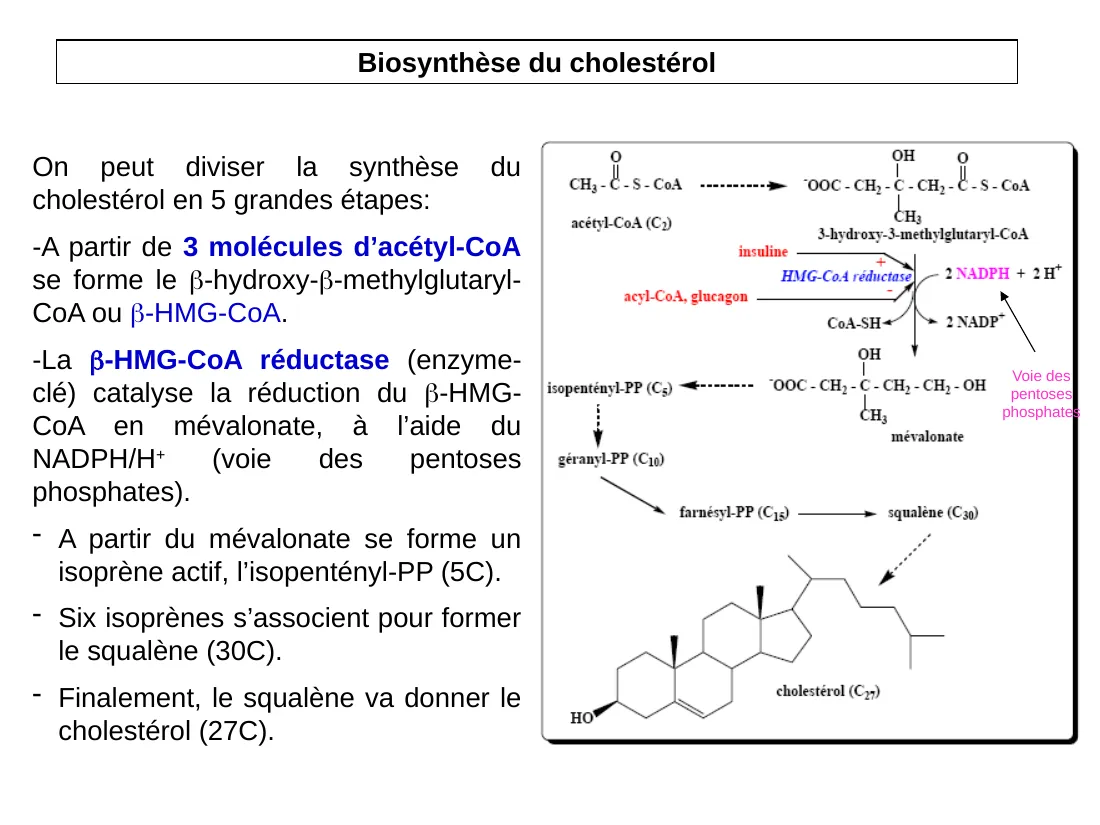 Biosynthèse du cholestérol
On peut diviser la synthèse du
cholestérol en 5 grandes étapes:
-A partir de 3 molécules d’acétyl-CoA
se forme le β-hydroxy-β-methylglutaryl-
CoA ou β-HMG-CoA.
-La β-HMG-CoA réductase (enzyme-
clé) catalyse la réduction du β-HMG-
CoA en mévalonate, à l’aide du
NADPH/H⁺ (voie des pentoses
phosphates).
- A partir du mévalonate se forme un
isoprène actif, l’isopentényl-PP (5C).
- Six isoprènes s’associent pour former
le squalène (30C).
- Finalement, le squalène va donner le
cholestérol (27C).
O
CH₃ - C - S - CoA
acétyl-CoA (C₂)
OH O
⁻OOC - CH₂ - C - CH₂ - C - S - CoA
CH₃
3-hydroxy-3-methylglutaryl-CoA
insuline
+
HMG-CoA réductase
2 NADPH + 2 H⁺
acyl-CoA, glucagon
-
CoA-SH
2 NADP⁺
Voie des
pentoses
phosphates
OH
isopentényl-PP (C₅)
⁻OOC - CH₂ - C - CH₂ - CH₂ - OH
CH₃
mévalonate
géranyl-PP (C₁₀)
farnésyl-PP (C₁₅)
squalène (C₃₀)
cholestérol (C₂₇)
HO